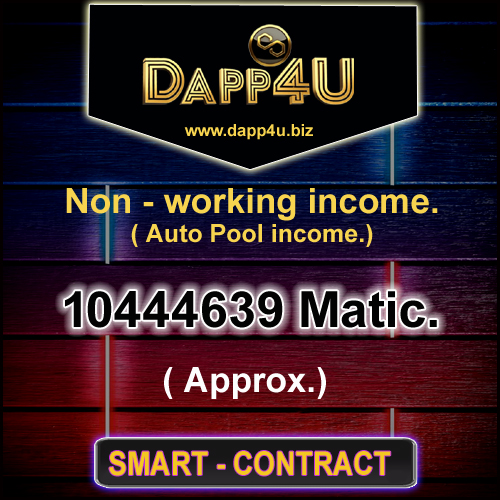 DAPP4U
www.dapp4u.biz
Non - working income.
( Auto Pool income.)
10444639 Matic.
( Approx.)
SMART - CONTRACT